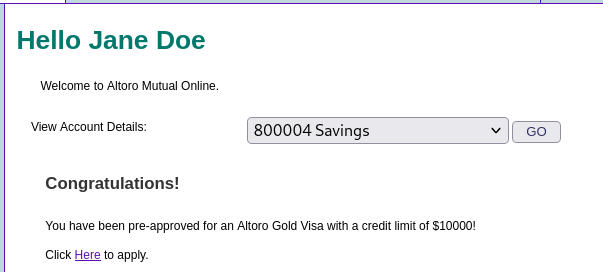 Hello Jane Doe
Welcome to Altoro Mutual Online.
View Account Details: 800004 Savings GO
Congratulations!
You have been pre-approved for an Altoro Gold Visa with a credit limit of $10000!
Click Here to apply.